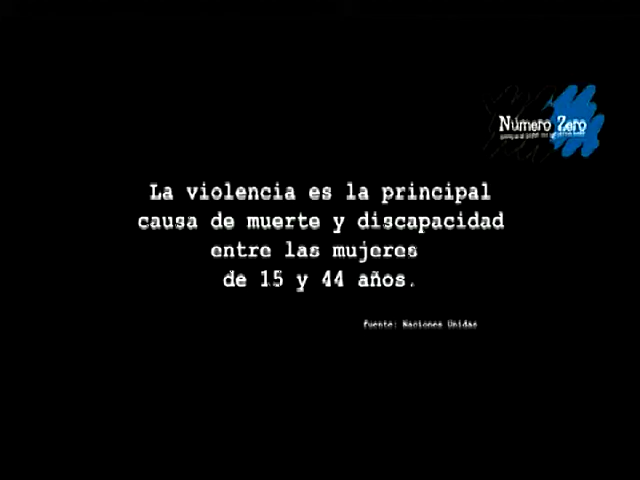 Número Zero
La violencia es la principal
causa de muerte y discapacidad
entre las mujeres
de 15 y 44 años.
Fuente: Naciones Unidas